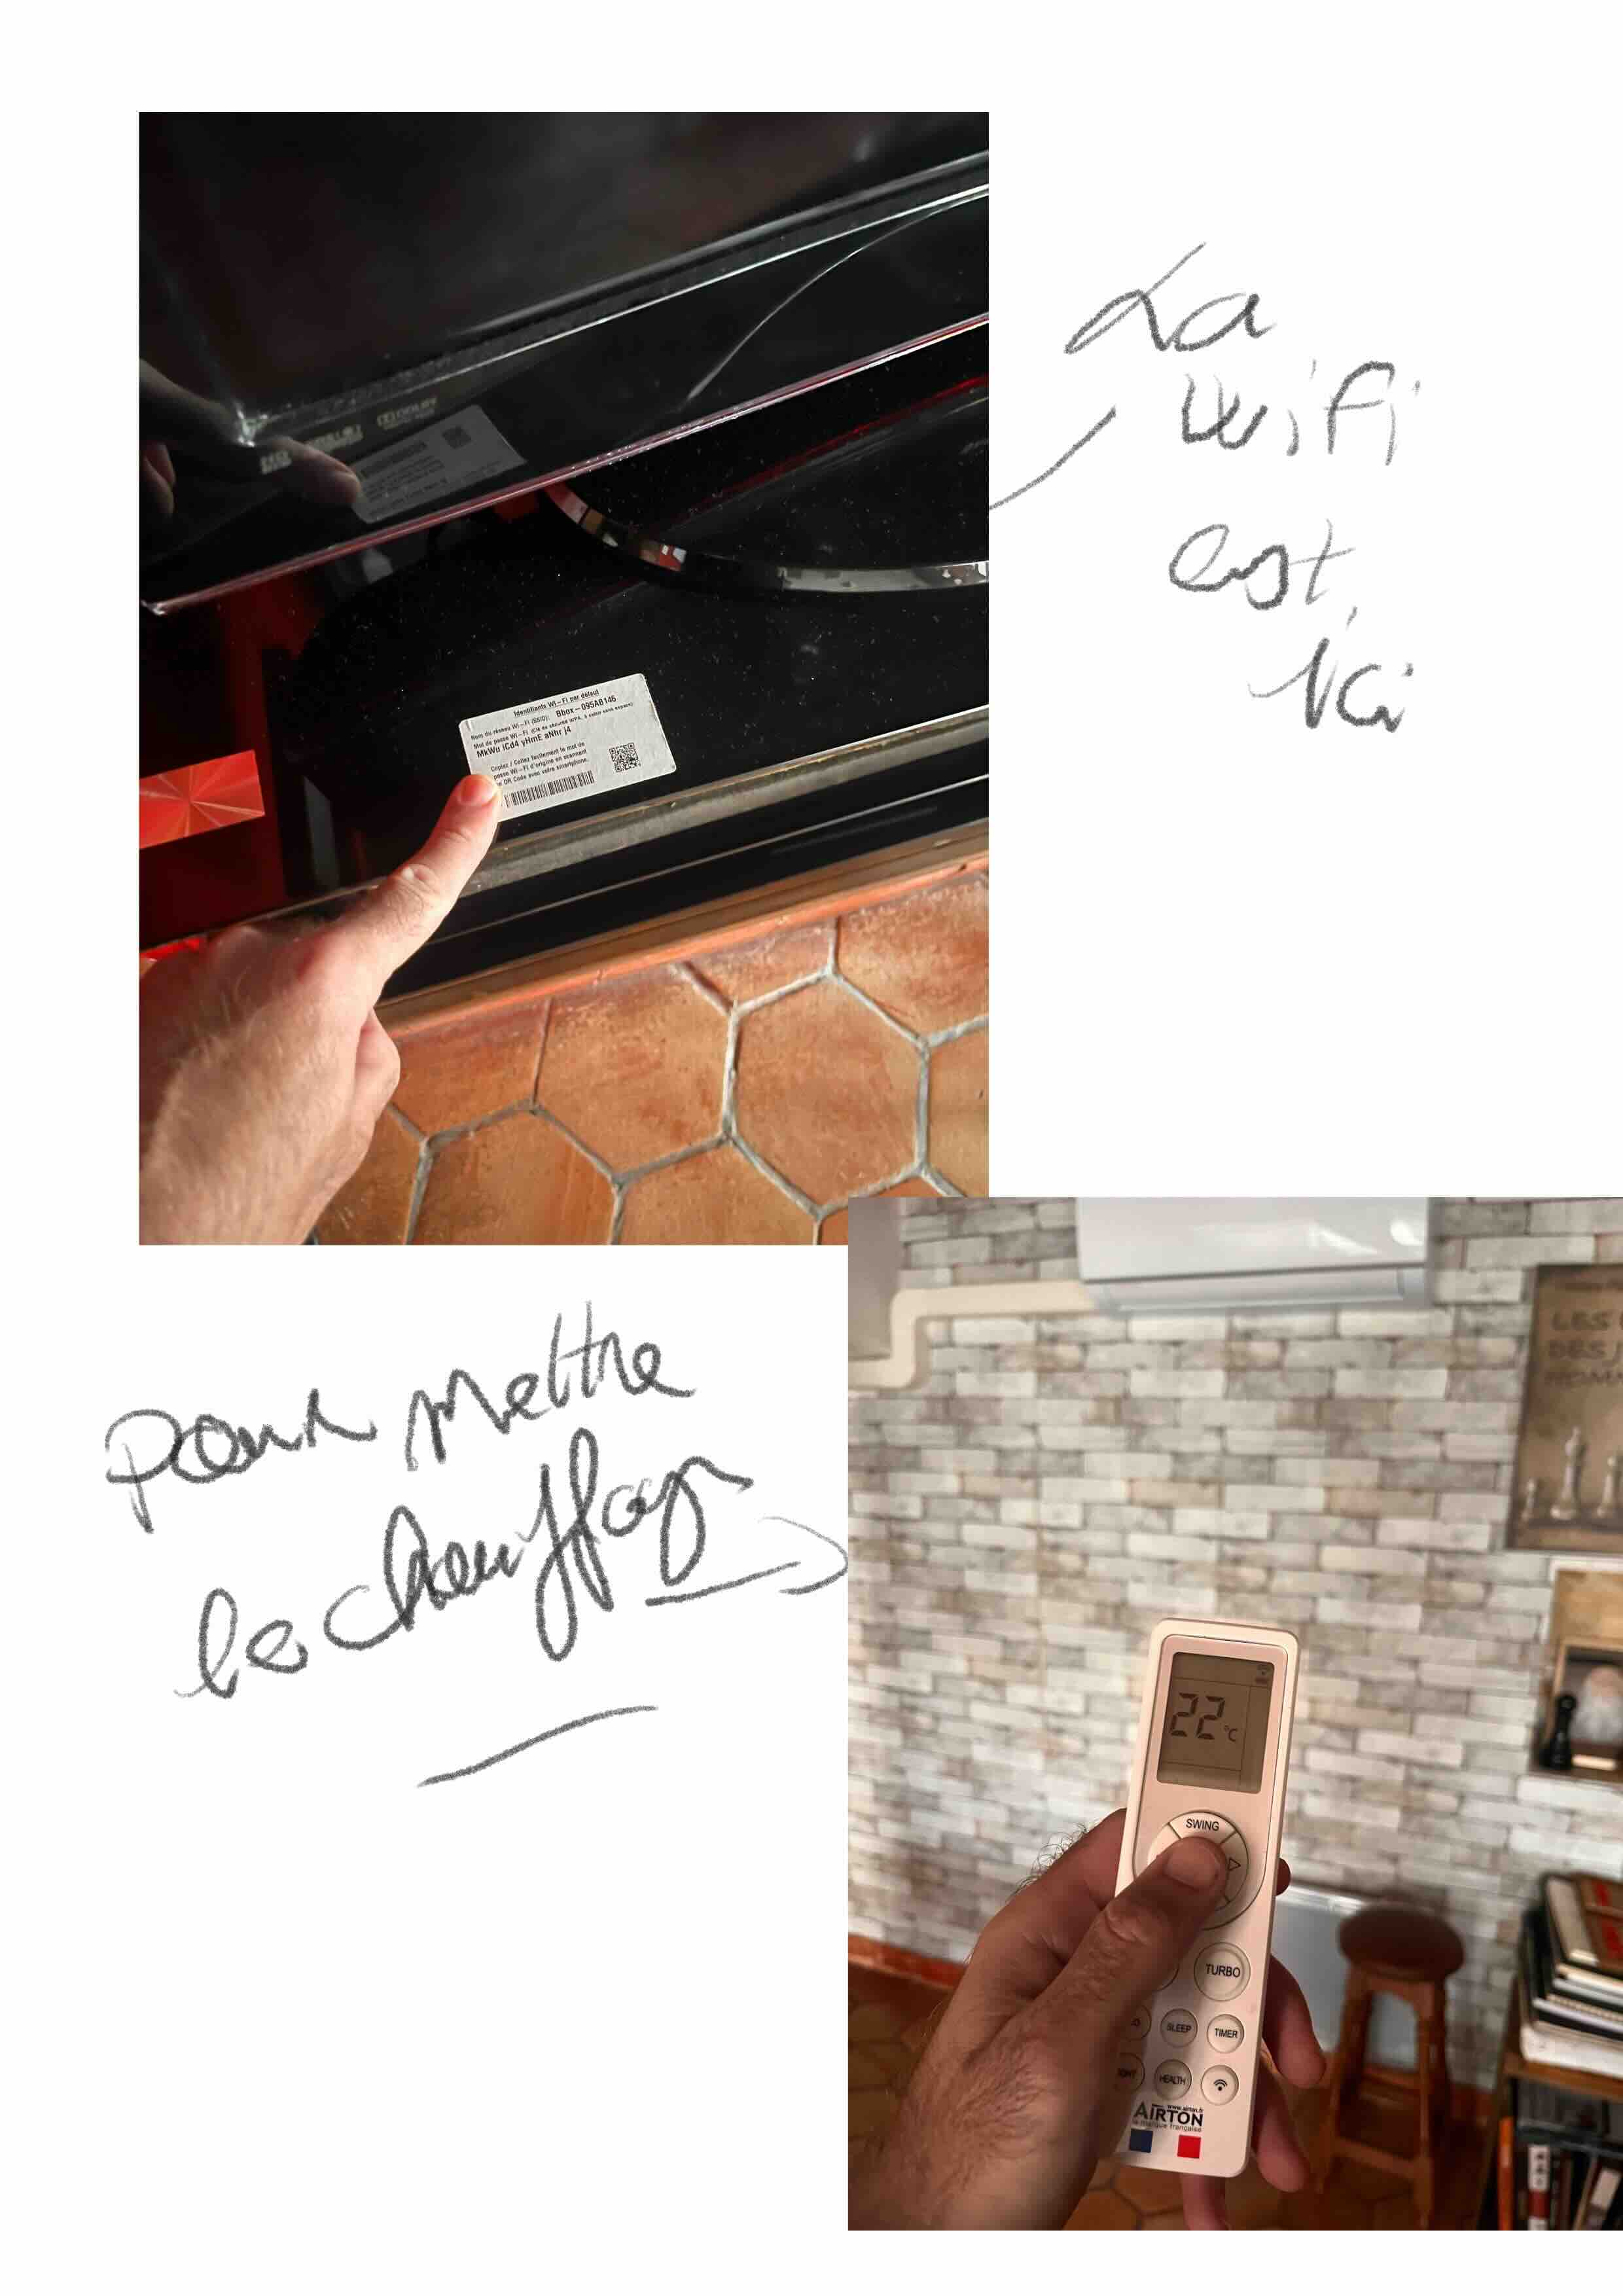 La
wifi
est
ici
Identifiants Wi-Fi par défaut
Nom du réseau Wi-Fi (SSID): Bbox-095AB146
Mot de passe Wi-Fi (Clé de sécurité WPA, à saisir sans espace):
MkWu iCd4 yHmE aNhr j4
Copiez / Collez facilement le mot de
passe Wi-Fi d'origine en scannant
QR Code avec votre smartphone.
pour mettre
le chauffage
LES
22°C
SWING
TURBO
SLEEP TIMER
HEALTH
www.airton.fr
AIRTON
la marque française